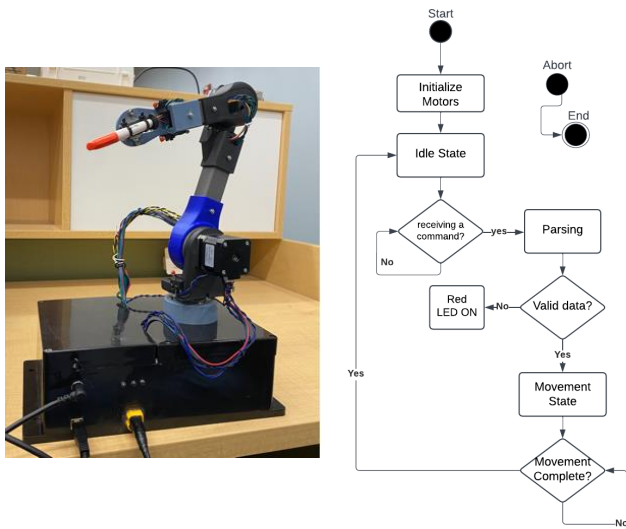 Start
Abort
Initialize
Motors
End
Idle State
receiving a
command?
yes
Parsing
No
Red
LED ON
No
Valid data?
Yes
Yes
Movement
State
Movement
Complete?
No